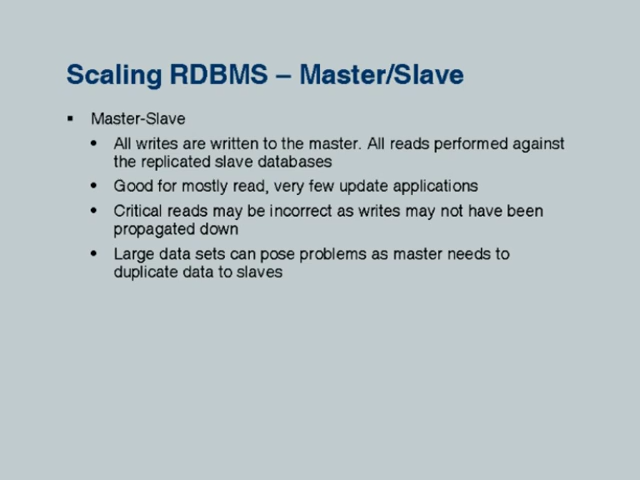 Scaling RDBMS – Master/Slave
▪ Master-Slave
• All writes are written to the master. All reads performed against
the replicated slave databases
• Good for mostly read, very few update applications
• Critical reads may be incorrect as writes may not have been
propagated down
• Large data sets can pose problems as master needs to
duplicate data to slaves